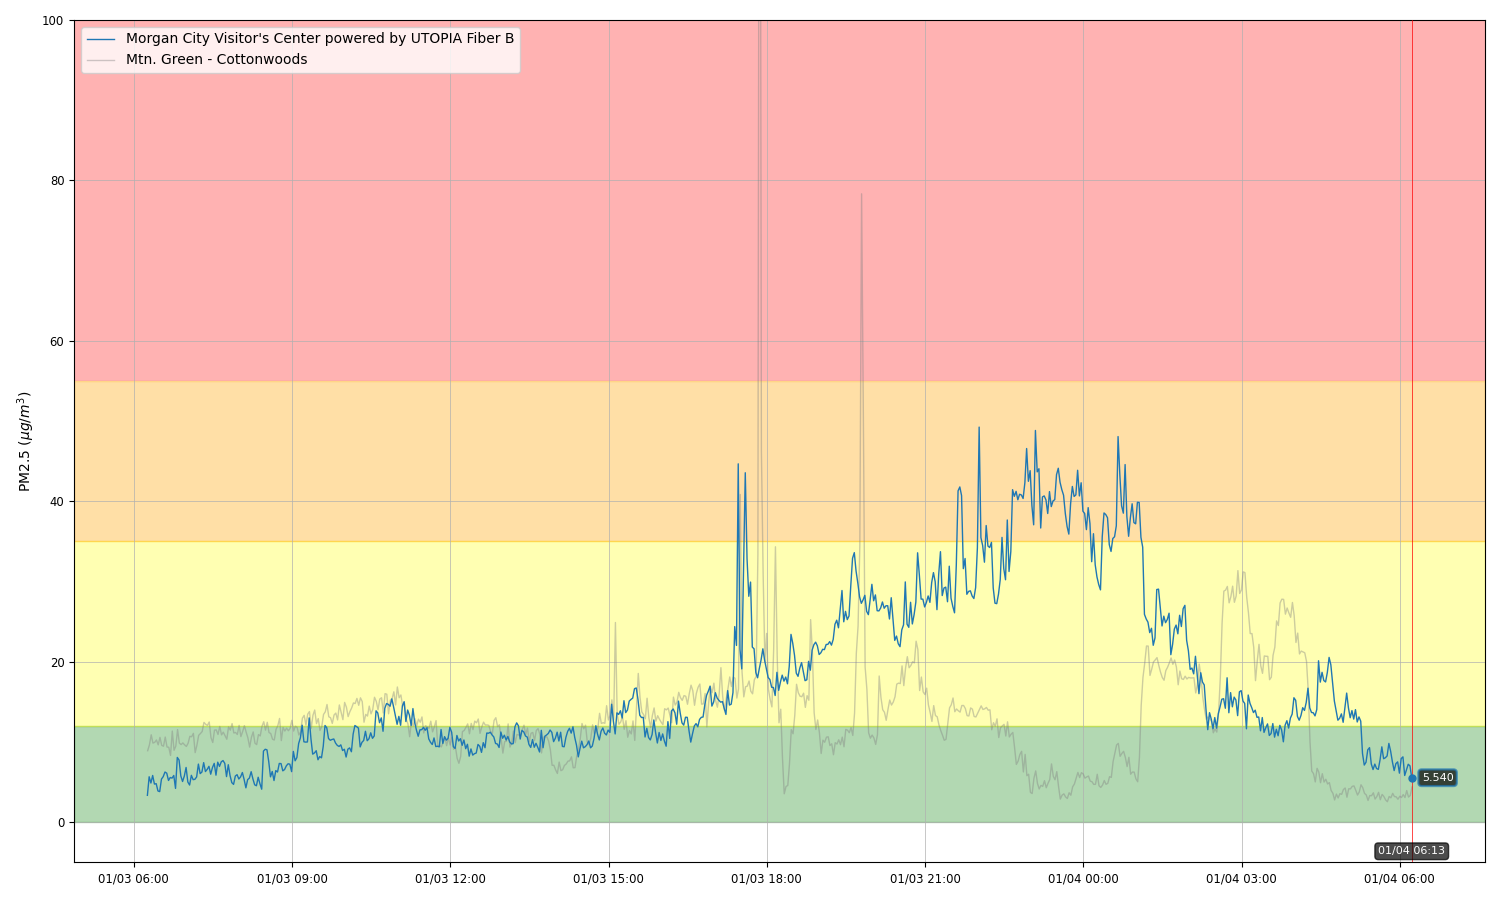 Morgan City Visitor's Center powered by UTOPIA Fiber B
Mtn. Green - Cottonwoods
100
80
60
40
20
0
PM2.5 (μg/m³)
5.540
01/04 06:13
01/03 06:00 01/03 09:00 01/03 12:00 01/03 15:00 01/03 18:00 01/03 21:00 01/04 00:00 01/04 03:00 01/04 06:00